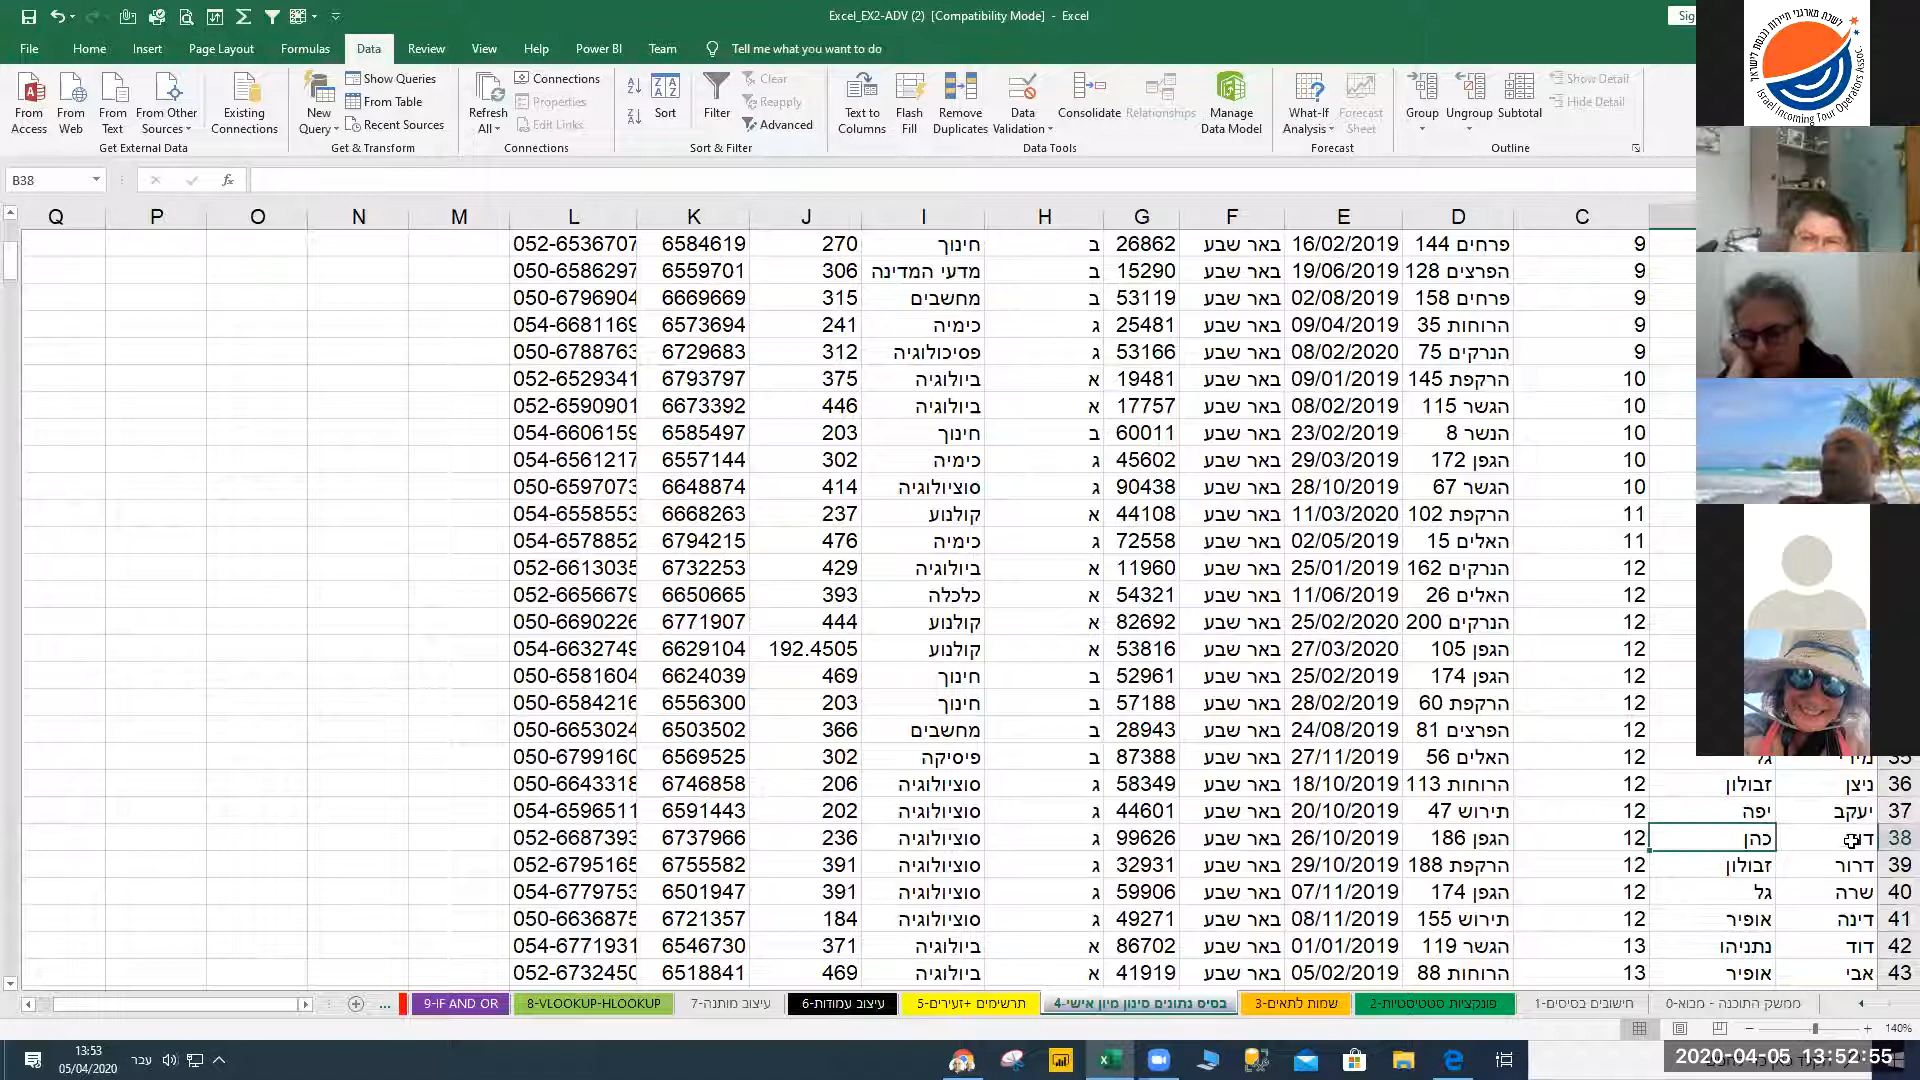 Excel_EX2-ADV (2) [Compatibility Mode] - Excel
Sig
File Home Insert Page Layout Formulas Data Review View Help Power BI Team Tell me what you want to do
From Access
From Web
From Text
From Other Sources
Existing Connections
Get External Data
New Query
Show Queries
From Table
Recent Sources
Get & Transform
Refresh All
Connections
Properties
Edit Links
Connections
Sort
Filter
Clear
Reapply
Advanced
Sort & Filter
Text to Columns
Flash Fill
Remove Duplicates
Data Validation
Consolidate
Relationships
Manage Data Model
Data Tools
What-If Analysis
Forecast Sheet
Forecast
Group
Ungroup
Subtotal
Show Detail
Hide Detail
Outline
לשכת מארגני תיירות נכנסת לישראל
Israel Incoming Tour Operators Assoc.
B38
fx
Q P O N M L K J I H G F E D C
052-6536707 6584619 270 חינוך ב 26862 באר שבע 16/02/2019 פרחים 144 9
050-6586297 6559701 306 מדעי המדינה ב 15290 באר שבע 19/06/2019 הפרצים 128 9
050-6796904 6669669 315 מחשבים ב 53119 באר שבע 02/08/2019 פרחים 158 9
054-6681169 6573694 241 כימיה ג 25481 באר שבע 09/04/2019 הרוחות 35 9
050-6788763 6729683 312 פסיכולוגיה ג 53166 באר שבע 08/02/2020 הנרקים 75 9
052-6529341 6793797 375 ביולוגיה א 19481 באר שבע 09/01/2019 הרקפת 145 10
052-6590901 6673392 446 ביולוגיה א 17757 באר שבע 08/02/2019 הגשר 115 10
054-6606159 6585497 203 חינוך ב 60011 באר שבע 23/02/2019 הנשר 8 10
054-6561217 6557144 302 כימיה ג 45602 באר שבע 29/03/2019 הגפן 172 10
050-6597073 6648874 414 סוציולוגיה ג 90438 באר שבע 28/10/2019 הגשר 67 10
054-6558553 6668263 237 קולנוע א 44108 באר שבע 11/03/2020 הרקפת 102 11
054-6578852 6794215 476 כימיה ג 72558 באר שבע 02/05/2019 האלים 15 11
052-6613035 6732253 429 ביולוגיה א 11960 באר שבע 25/01/2019 הנרקים 162 12
052-6656679 6650665 393 כלכלה א 54321 באר שבע 11/06/2019 האלים 26 12
050-6690226 6771907 444 קולנוע א 82692 באר שבע 25/02/2020 הנרקים 200 12
054-6632749 6629104 192.4505 קולנוע א 53816 באר שבע 27/03/2020 הגפן 105 12
050-6581604 6624039 469 חינוך ב 52961 באר שבע 25/02/2019 הגפן 174 12
050-6584216 6556300 203 חינוך ב 57188 באר שבע 28/02/2019 הרקפת 60 12
050-6653024 6503502 366 מחשבים ב 28943 באר שבע 24/08/2019 הפרצים 81 12
050-6799160 6569525 302 פיסיקה ב 87388 באר שבע 27/11/2019 האלים 56 12 גל מירי 35
050-6643318 6746858 206 סוציולוגיה ג 58349 באר שבע 18/10/2019 הרוחות 113 12 זבולון ניצן 36
054-6596511 6591443 202 סוציולוגיה ג 44601 באר שבע 20/10/2019 תירוש 47 12 יפה יעקב 37
052-6687393 6737966 236 סוציולוגיה ג 99626 באר שבע 26/10/2019 הגפן 186 12 כהן 38
052-6795165 6755582 391 סוציולוגיה ג 32931 באר שבע 29/10/2019 הרקפת 188 12 זבולון דרור 39
054-6779753 6501947 391 סוציולוגיה ג 59906 באר שבע 07/11/2019 הגפן 174 12 גל שרה 40
050-6636875 6721357 184 סוציולוגיה ג 49271 באר שבע 08/11/2019 תירוש 155 12 אופיר דינה 41
054-6771931 6546730 371 ביולוגיה א 86702 באר שבע 01/01/2019 הגשר 119 13 נתניהו דוד 42
052-6732450 6518841 469 ביולוגיה א 41919 באר שבע 05/02/2019 הרוחות 88 13 אופיר אבי 43
... 9-IF AND OR 8-VLOOKUP-HLOOKUP עיצוב מותנה-7 עיצוב עמודות-6 תרשימים +זעירים-5 בסיס נתונים סינון מיון אישי-4 שמות לתאים-3 פונקציות סטטיסטיות-2 חישובים בסיסים-1 ממשק התוכנה - מבוא-0
140%
13:53
05/04/2020
עבר
2020-04-05 13:52:55